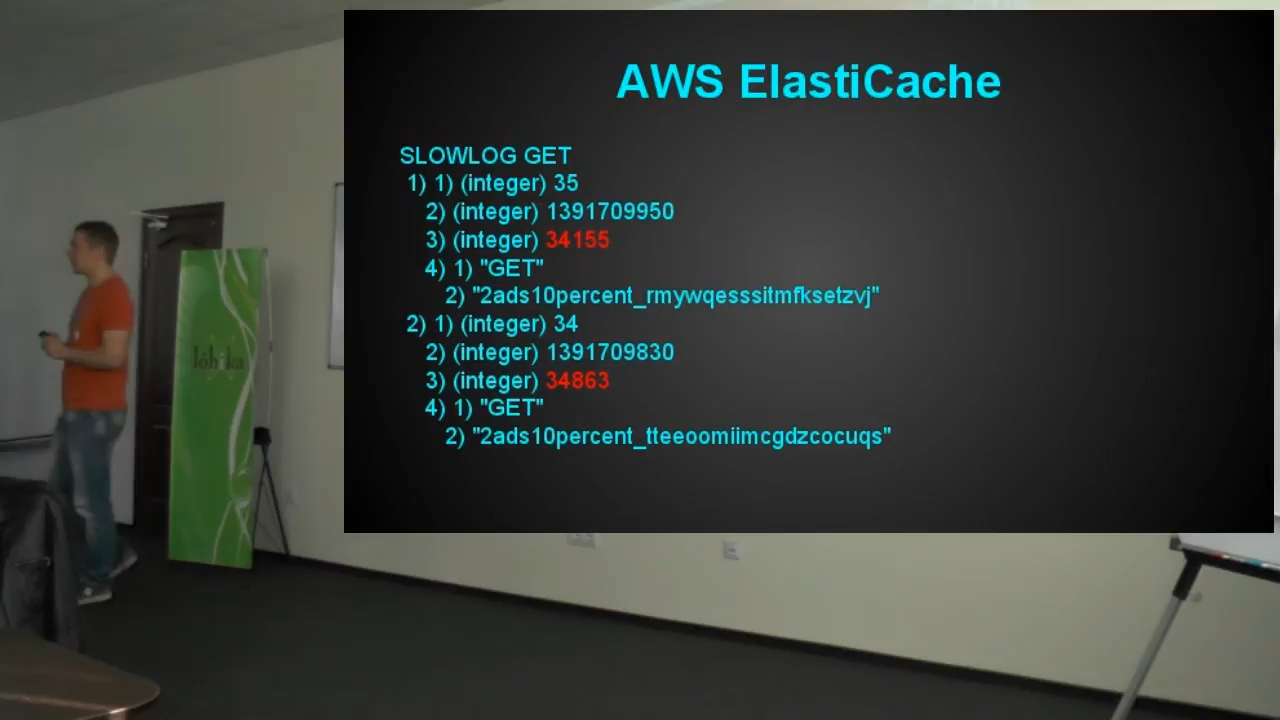 AWS ElastiCache
SLOWLOG GET
1) 1) (integer) 35
2) (integer) 1391709950
3) (integer) 34155
4) 1) "GET"
2) "2ads10percent_rmywqesssitmfksetzvj"
2) 1) (integer) 34
2) (integer) 1391709830
3) (integer) 34863
4) 1) "GET"
2) "2ads10percent_tteeoomiimcgdzcocuqs"
lohika